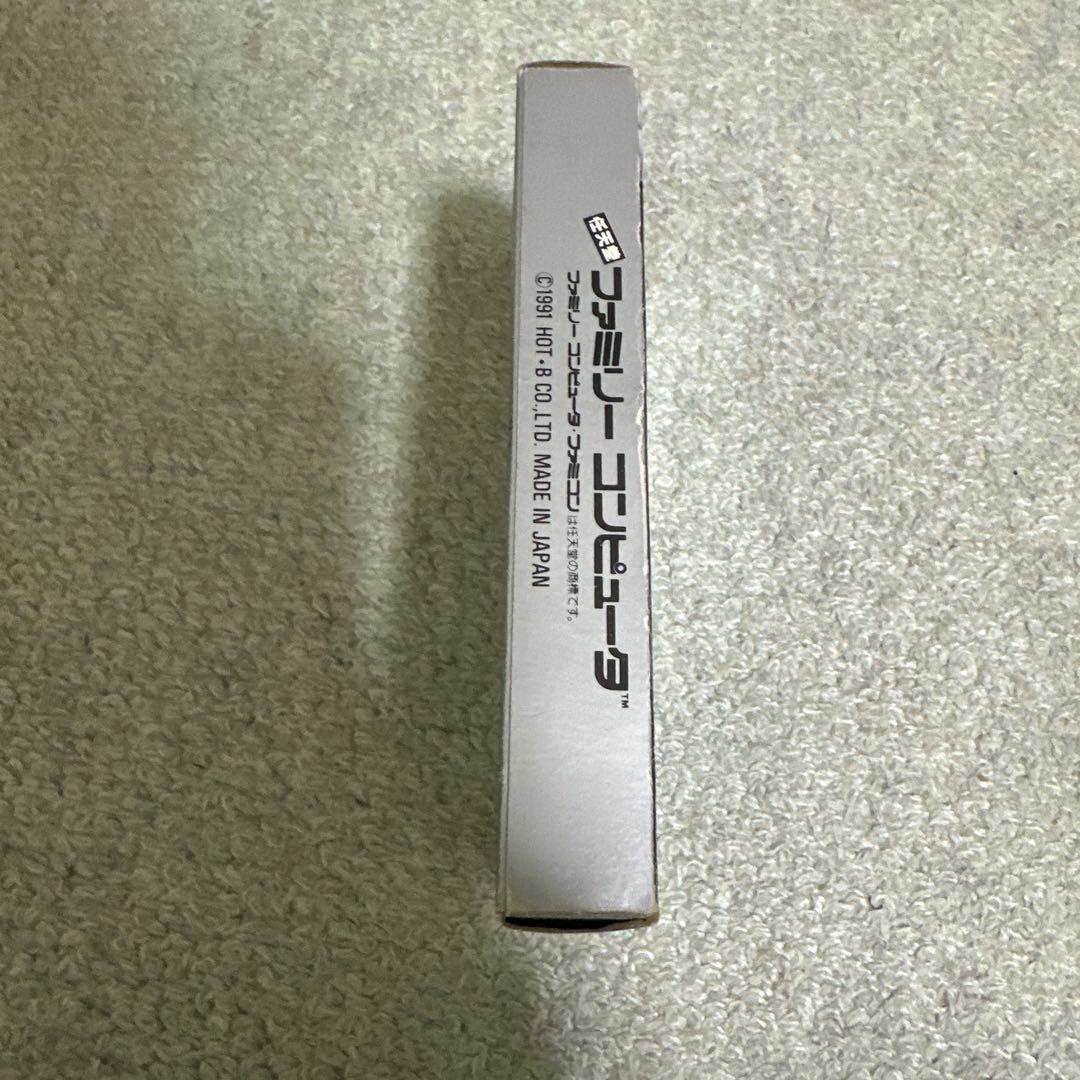 任天堂
ファミリー コンピュータ™
ファミリー コンピュータ・ファミコンは任天堂の商標です。
©1991 HOT・B CO.,LTD. MADE IN JAPAN